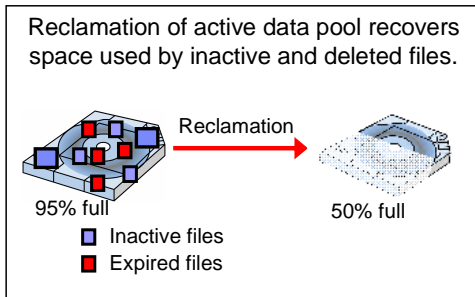 Reclamation of active data pool recovers
space used by inactive and deleted files.
Reclamation
95% full
50% full
Inactive files
Expired files